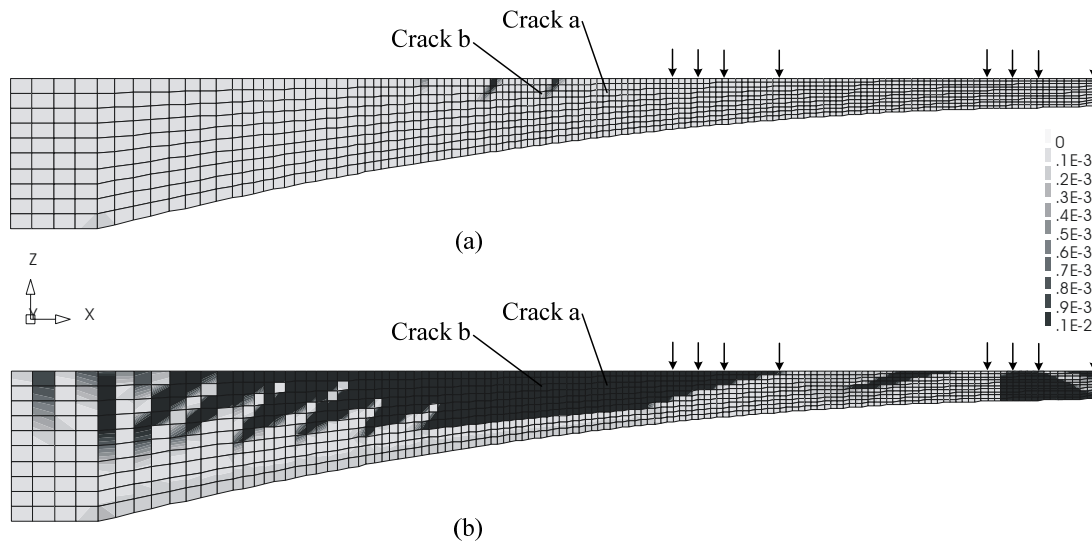 Crack a
Crack b
0
.1E-3
.2E-3
.3E-3
.4E-3
.5E-3
.6E-3
.7E-3
.8E-3
.9E-3
.1E-2
(a)
Z
Y
X
Crack a
Crack b
(b)